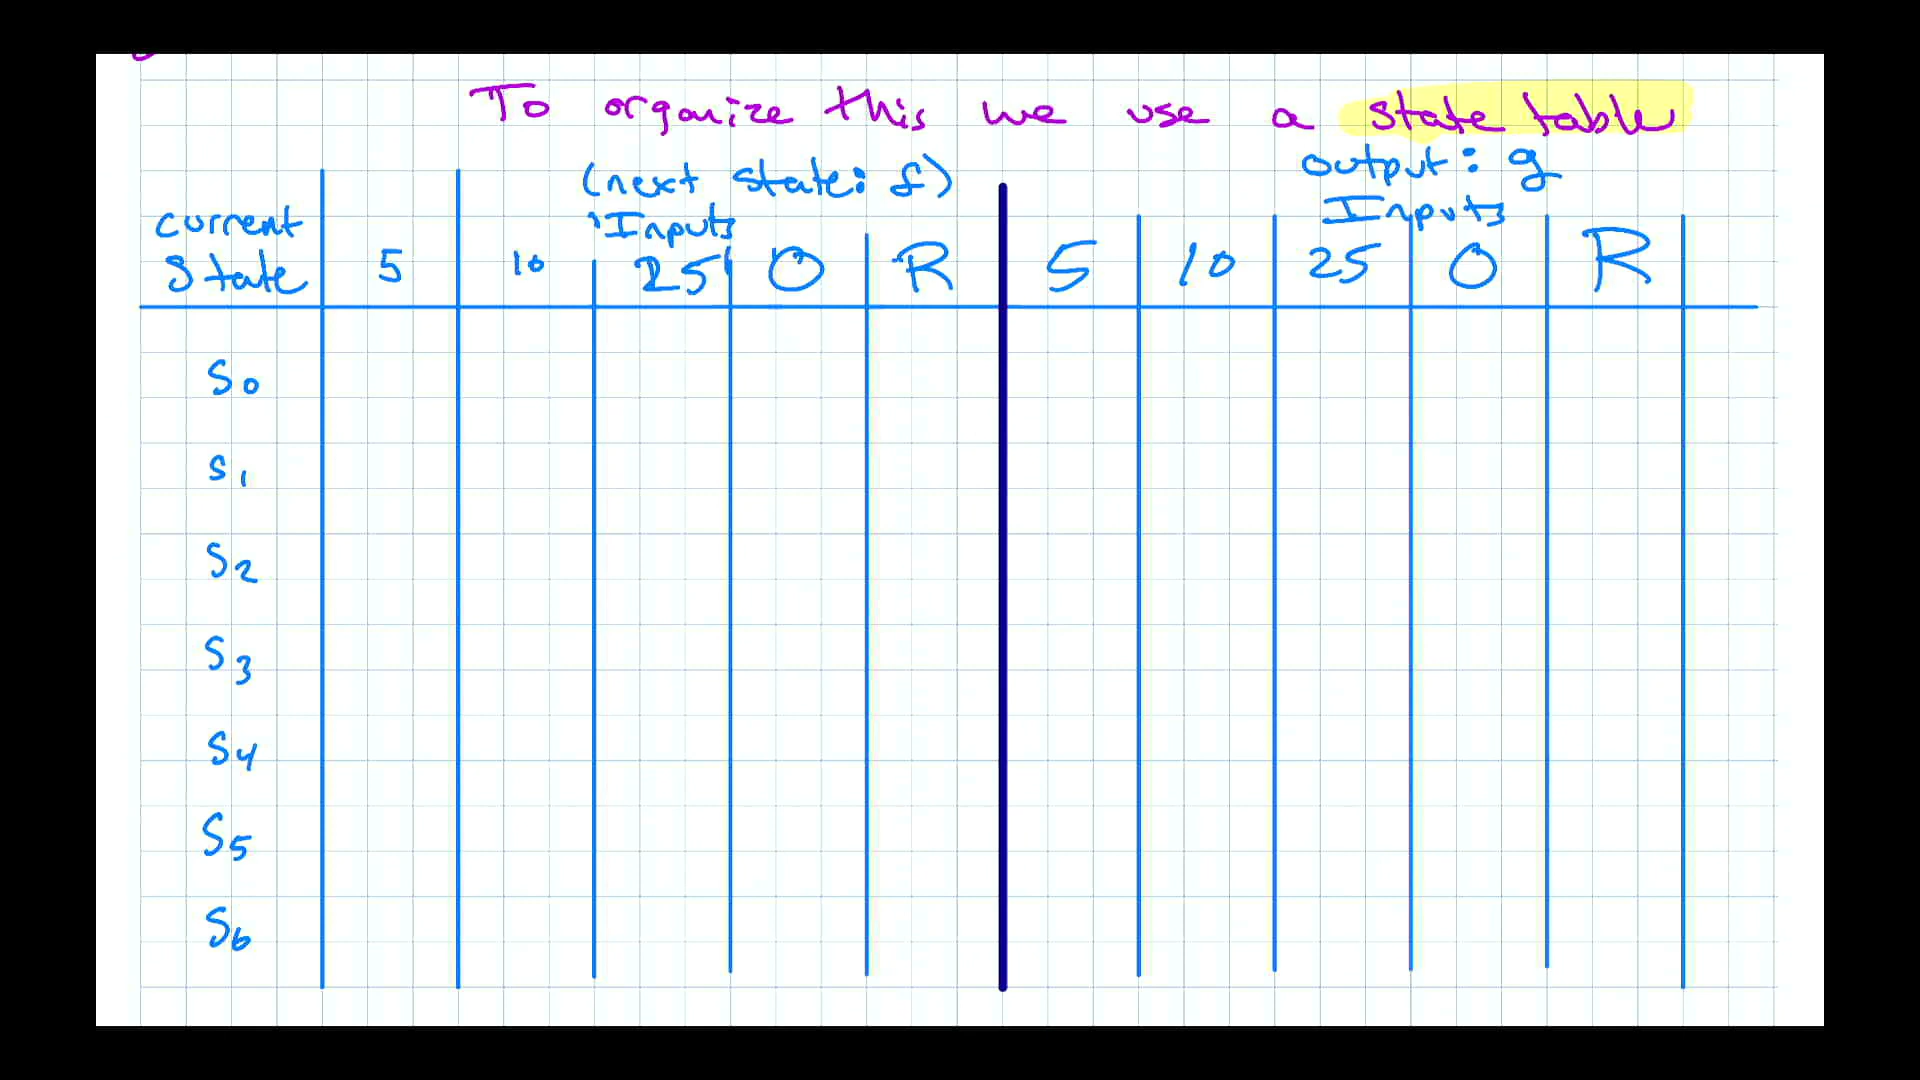 To organize this we use a state table
(next state: f) output: g
Inputs Inputs
current
State 5 10 25 O R 5 10 25 O R
S0
S1
S2
S3
S4
S5
S6